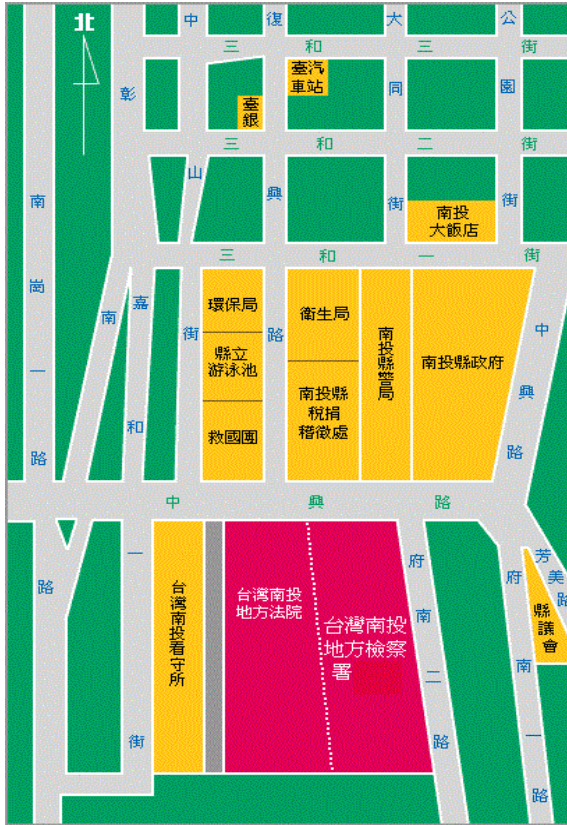 北
南崗一路
彰南路
中山街
復興路
大同街
公園街
三和三街
臺汽
車站
臺銀
三和二街
南投
大飯店
三和一街
嘉和一街
環保局
縣立
游泳池
救國團
衛生局
南投縣
稅捐
稽徵處
南投縣警局
南投縣政府
中興路
中興路
台灣南投看守所
台灣南投
地方法院
台灣南投
地方檢察
署
府南二路
府南一路
芳美路
縣議會